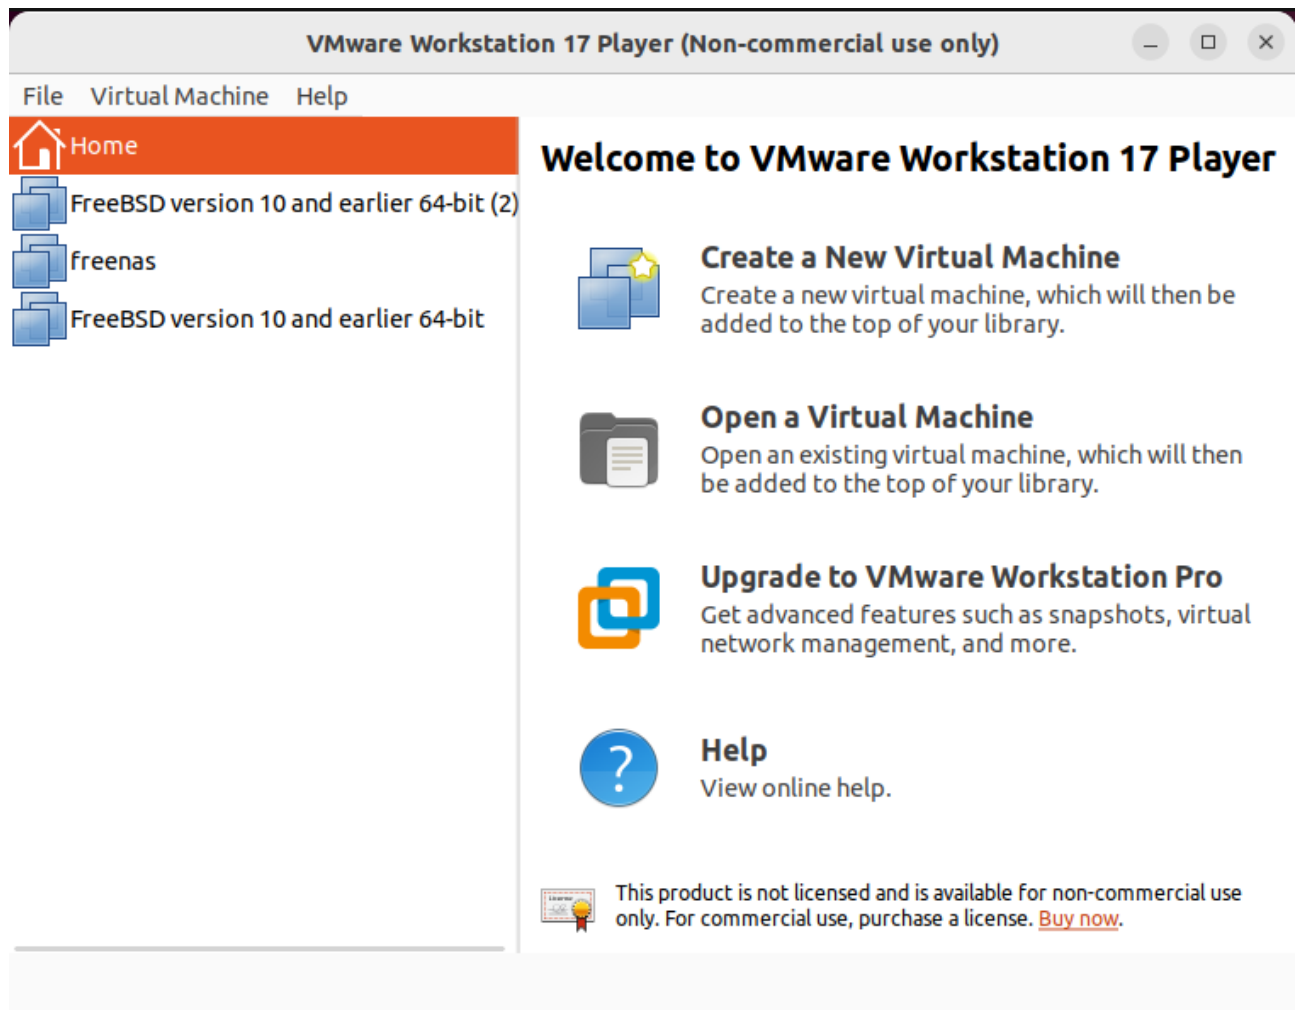 VMware Workstation 17 Player (Non-commercial use only)
File Virtual Machine Help
Home
FreeBSD version 10 and earlier 64-bit (2)
freenas
FreeBSD version 10 and earlier 64-bit
Welcome to VMware Workstation 17 Player
Create a New Virtual Machine
Create a new virtual machine, which will then be
added to the top of your library.
Open a Virtual Machine
Open an existing virtual machine, which will then
be added to the top of your library.
Upgrade to VMware Workstation Pro
Get advanced features such as snapshots, virtual
network management, and more.
?
Help
View online help.
License
This product is not licensed and is available for non-commercial use
only. For commercial use, purchase a license. Buy now.